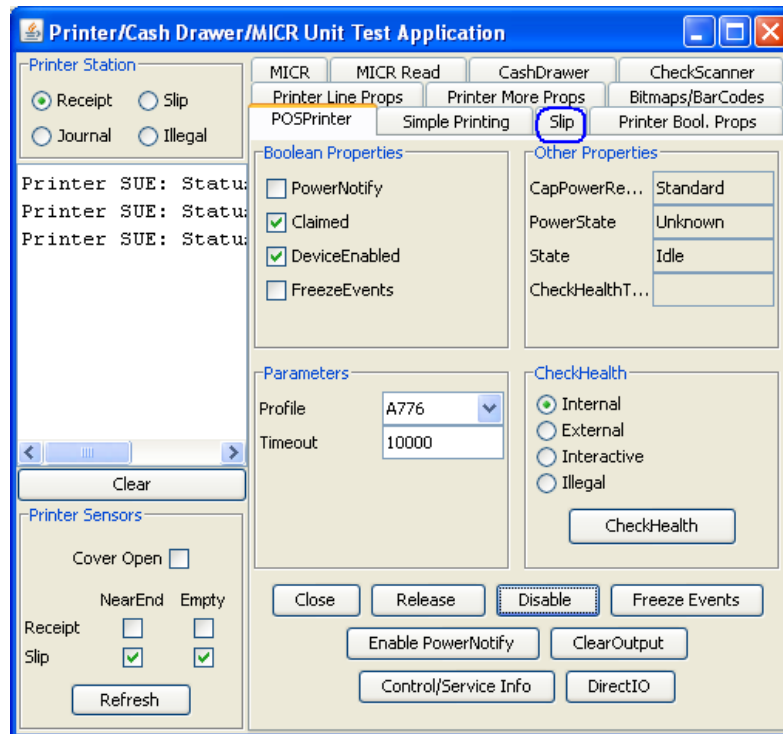 Printer/Cash Drawer/MICR Unit Test Application
Printer Station
Receipt Slip
Journal Illegal
MICR MICR Read CashDrawer CheckScanner
Printer Line Props Printer More Props Bitmaps/BarCodes
POSPrinter Simple Printing Slip Printer Bool. Props
Printer SUE: Status
Printer SUE: Status
Printer SUE: Status
Clear
Printer Sensors
Cover Open
NearEnd Empty
Receipt
Slip
Refresh
Boolean Properties
PowerNotify
Claimed
DeviceEnabled
FreezeEvents
Other Properties
CapPowerRe... Standard
PowerState Unknown
State Idle
CheckHealthT...
Parameters
Profile A776
Timeout 10000
CheckHealth
Internal
External
Interactive
Illegal
CheckHealth
Close Release Disable Freeze Events
Enable PowerNotify ClearOutput
Control/Service Info DirectIO